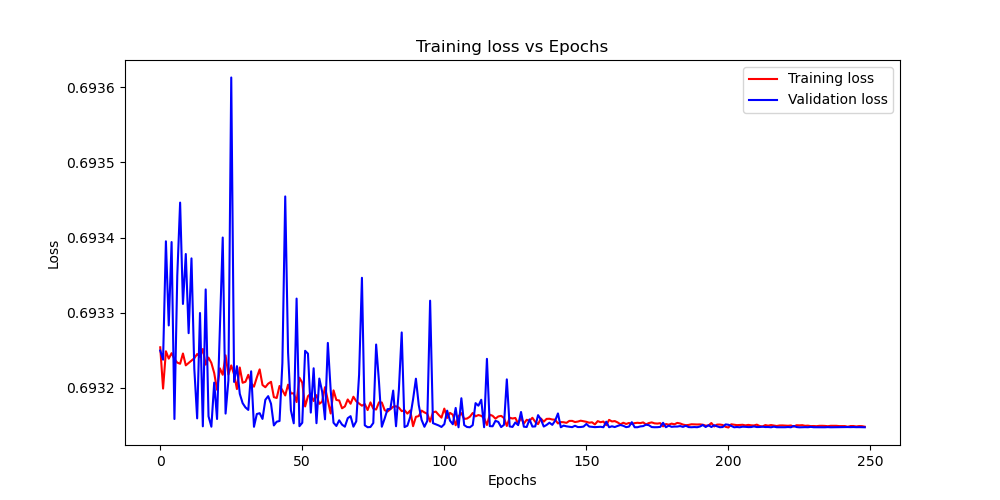 Training loss vs Epochs
Training loss
Validation loss
0.6936
0.6935
0.6934
0.6933
0.6932
Loss
0 50 100 150 200 250
Epochs